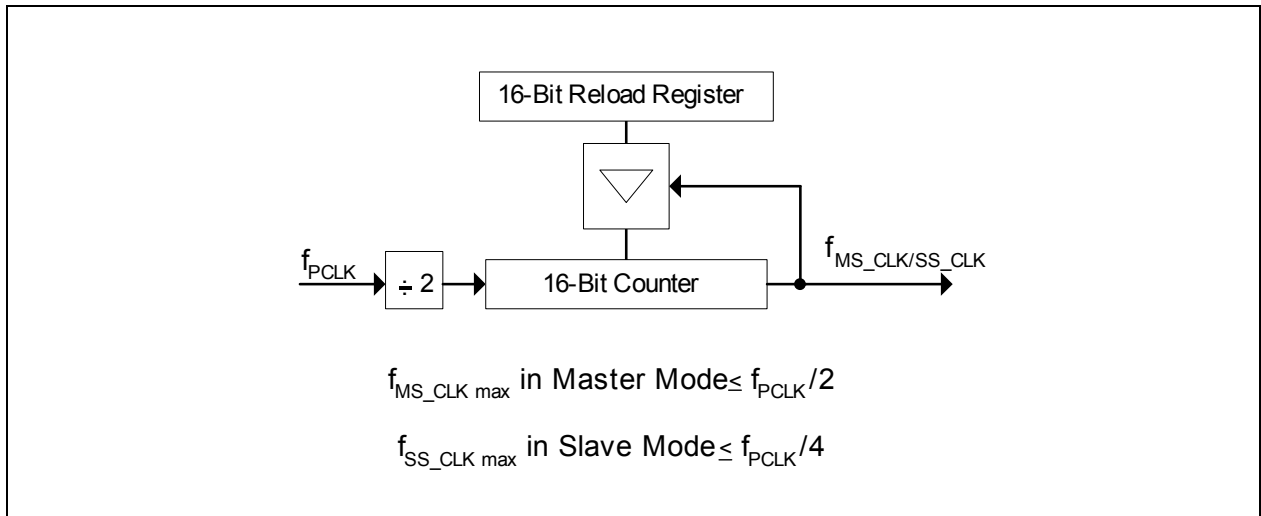 16-Bit Reload Register
fPCLK
÷ 2
16-Bit Counter
fMS_CLK/SS_CLK
fMS_CLK max in Master Mode ≤ fPCLK/2
fSS_CLK max in Slave Mode ≤ fPCLK/4